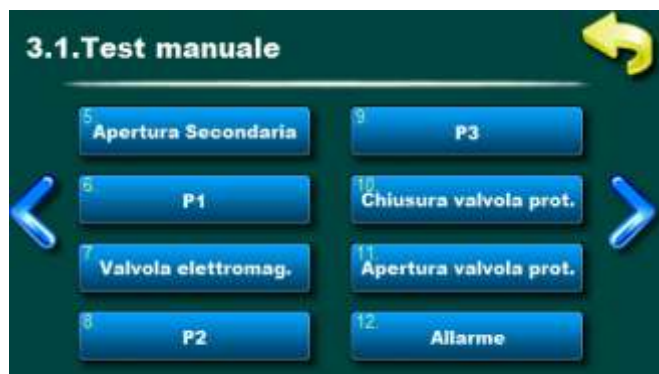 3.1.Test manuale
5.
Apertura Secondaria
6.
P1
7.
Valvola elettromag.
8.
P2
9.
P3
10.
Chiusura valvola prot.
11.
Apertura valvola prot.
12.
Allarme